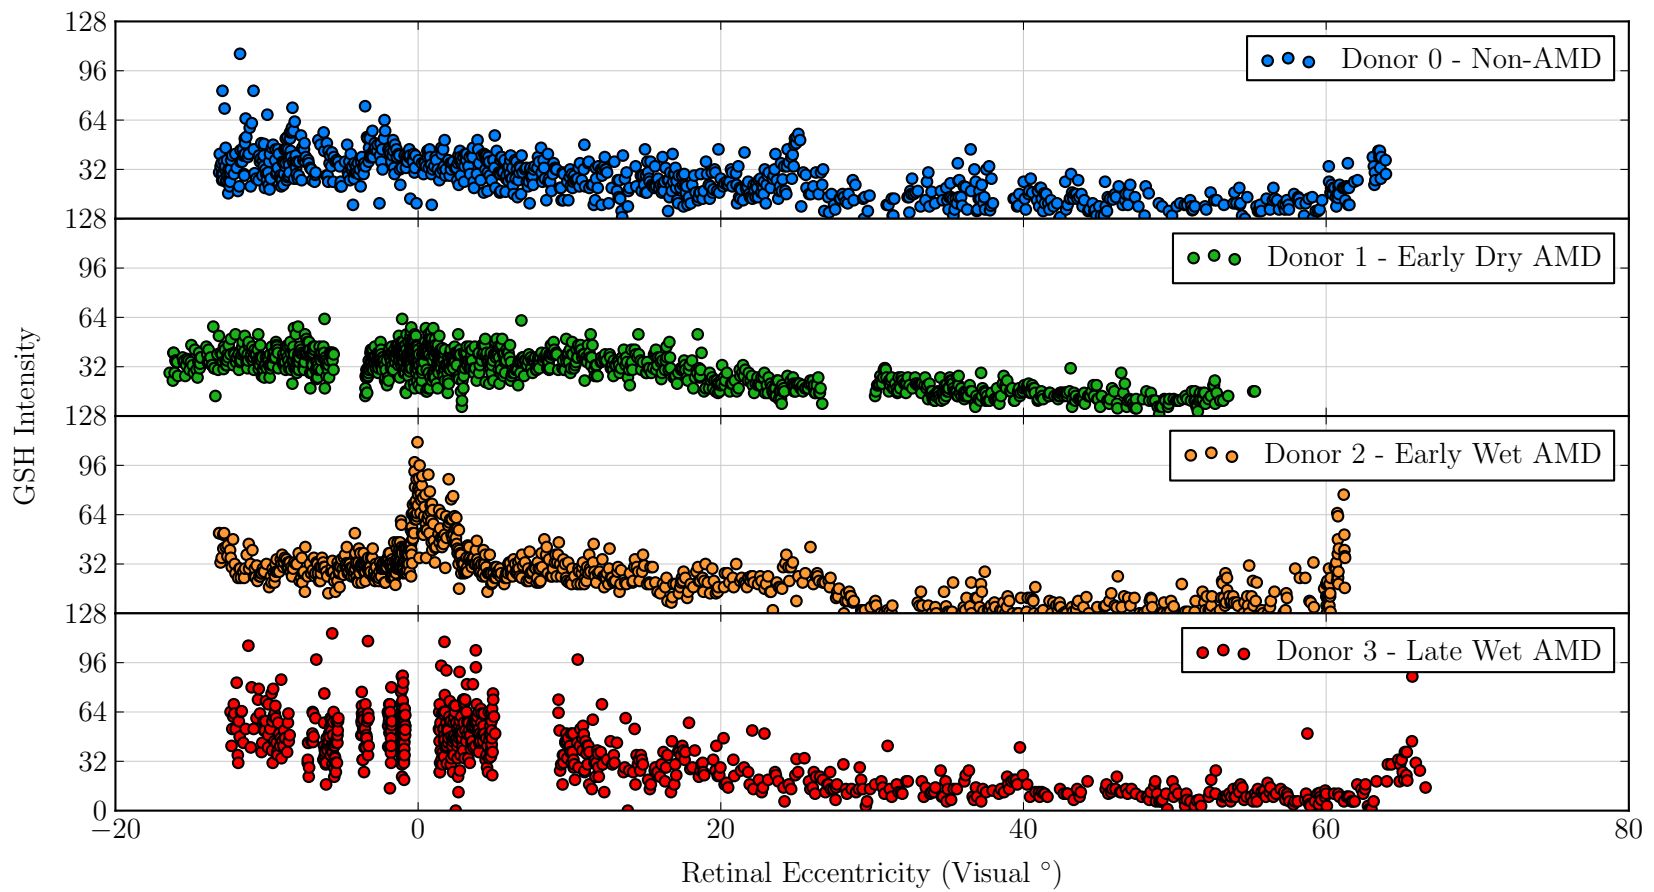 128
96
64
32
Donor 0 - Non-AMD
128
96
64
32
Donor 1 - Early Dry AMD
128
96
64
32
Donor 2 - Early Wet AMD
128
96
64
32
0
Donor 3 - Late Wet AMD
GSH Intensity
−20 0 20 40 60 80
Retinal Eccentricity (Visual °)